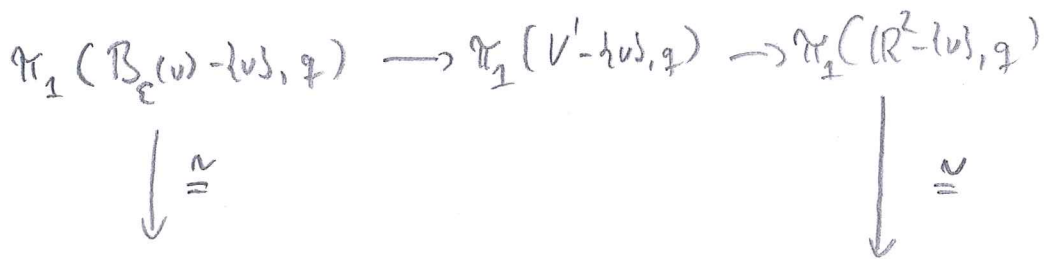 π₁ (B_ε(v) - {v}, q) → π₁ (V' - {v}, q) → π₁ (ℝ² - {v}, q)
↓ ≅ ↓ ≅